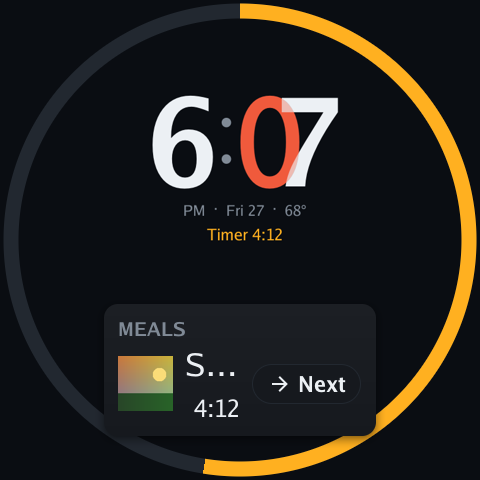 6:07
PM · Fri 27 · 68°
Timer 4:12
MEALS
S...
4:12
→ Next